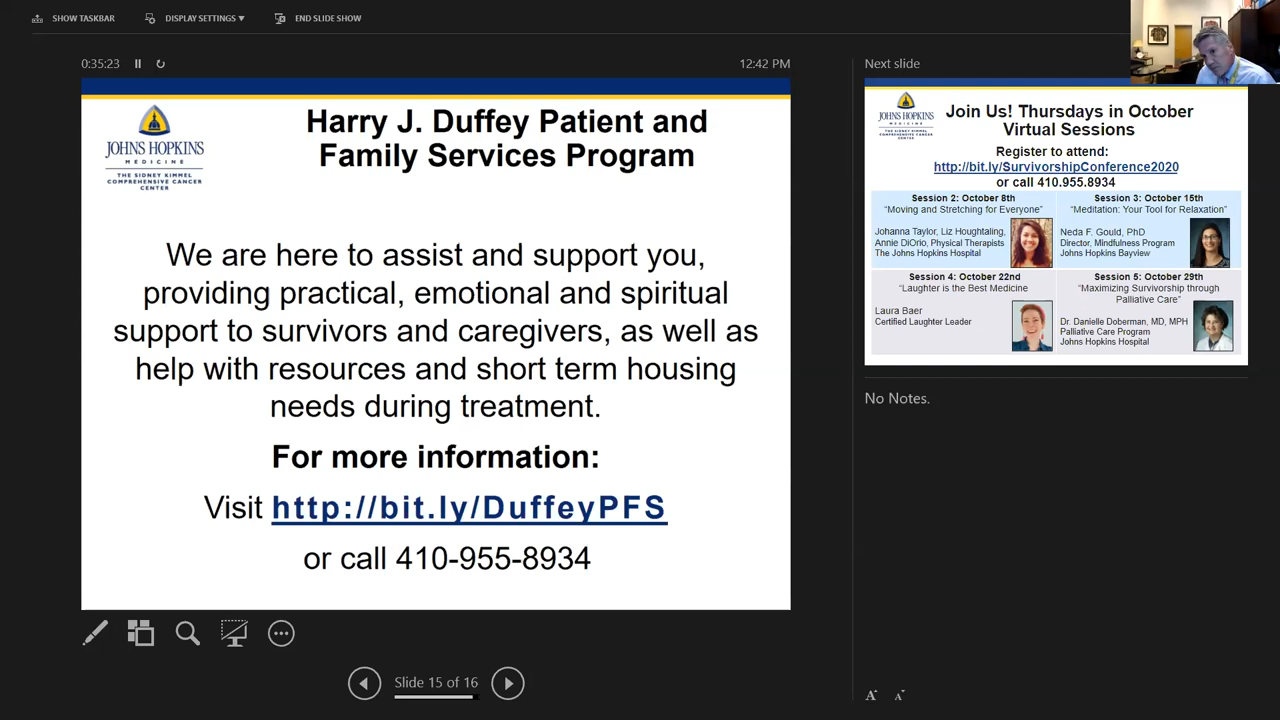 SHOW TASKBAR
DISPLAY SETTINGS
END SLIDE SHOW
0:35:23
12:42 PM
JOHNS HOPKINS
MEDICINE
THE SIDNEY KIMMEL
COMPREHENSIVE CANCER
CENTER
Harry J. Duffey Patient and
Family Services Program
We are here to assist and support you,
providing practical, emotional and spiritual
support to survivors and caregivers, as well as
help with resources and short term housing
needs during treatment.
For more information:
Visit http://bit.ly/DuffeyPFS
or call 410-955-8934
Slide 15 of 16
Next slide
JOHNS HOPKINS
MEDICINE
THE SIDNEY KIMMEL
COMPREHENSIVE CANCER
CENTER
Join Us! Thursdays in October
Virtual Sessions
Register to attend:
http://bit.ly/SurvivorshipConference2020
or call 410.955.8934
Session 2: October 8th
“Moving and Stretching for Everyone”
Johanna Taylor, Liz Houghtaling,
Annie DiOrio, Physical Therapists
The Johns Hopkins Hospital
Session 3: October 15th
“Meditation: Your Tool for Relaxation”
Neda F. Gould, PhD
Director, Mindfulness Program
Johns Hopkins Bayview
Session 4: October 22nd
“Laughter is the Best Medicine
Laura Baer
Certified Laughter Leader
Session 5: October 29th
“Maximizing Survivorship through
Palliative Care”
Dr. Danielle Doberman, MD, MPH
Palliative Care Program
Johns Hopkins Hospital
No Notes.
A A